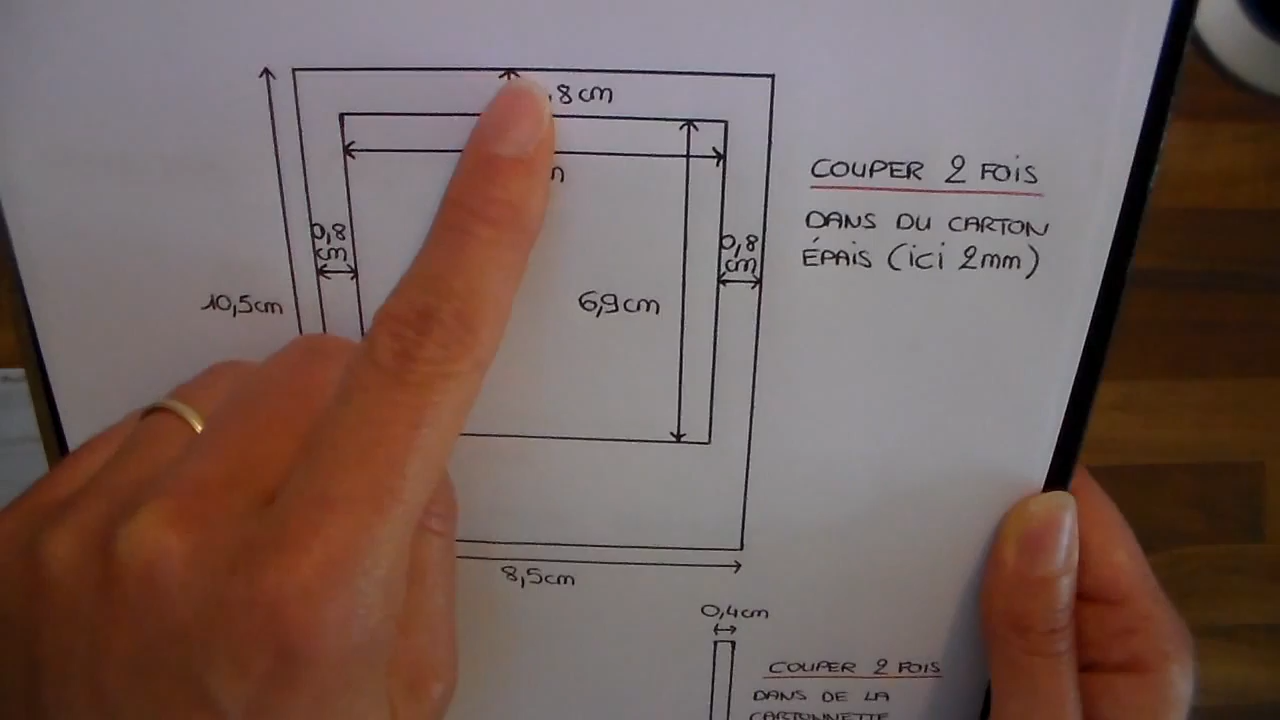 ,8cm
COUPER 2 FOIS
DANS DU CARTON
ÉPAIS (ici 2mm)
0,8
cm
0,8
cm
10,5cm
6,9cm
8,5cm
0,4cm
COUPER 2 FOIS
DANS DE LA
CARTONNETTE